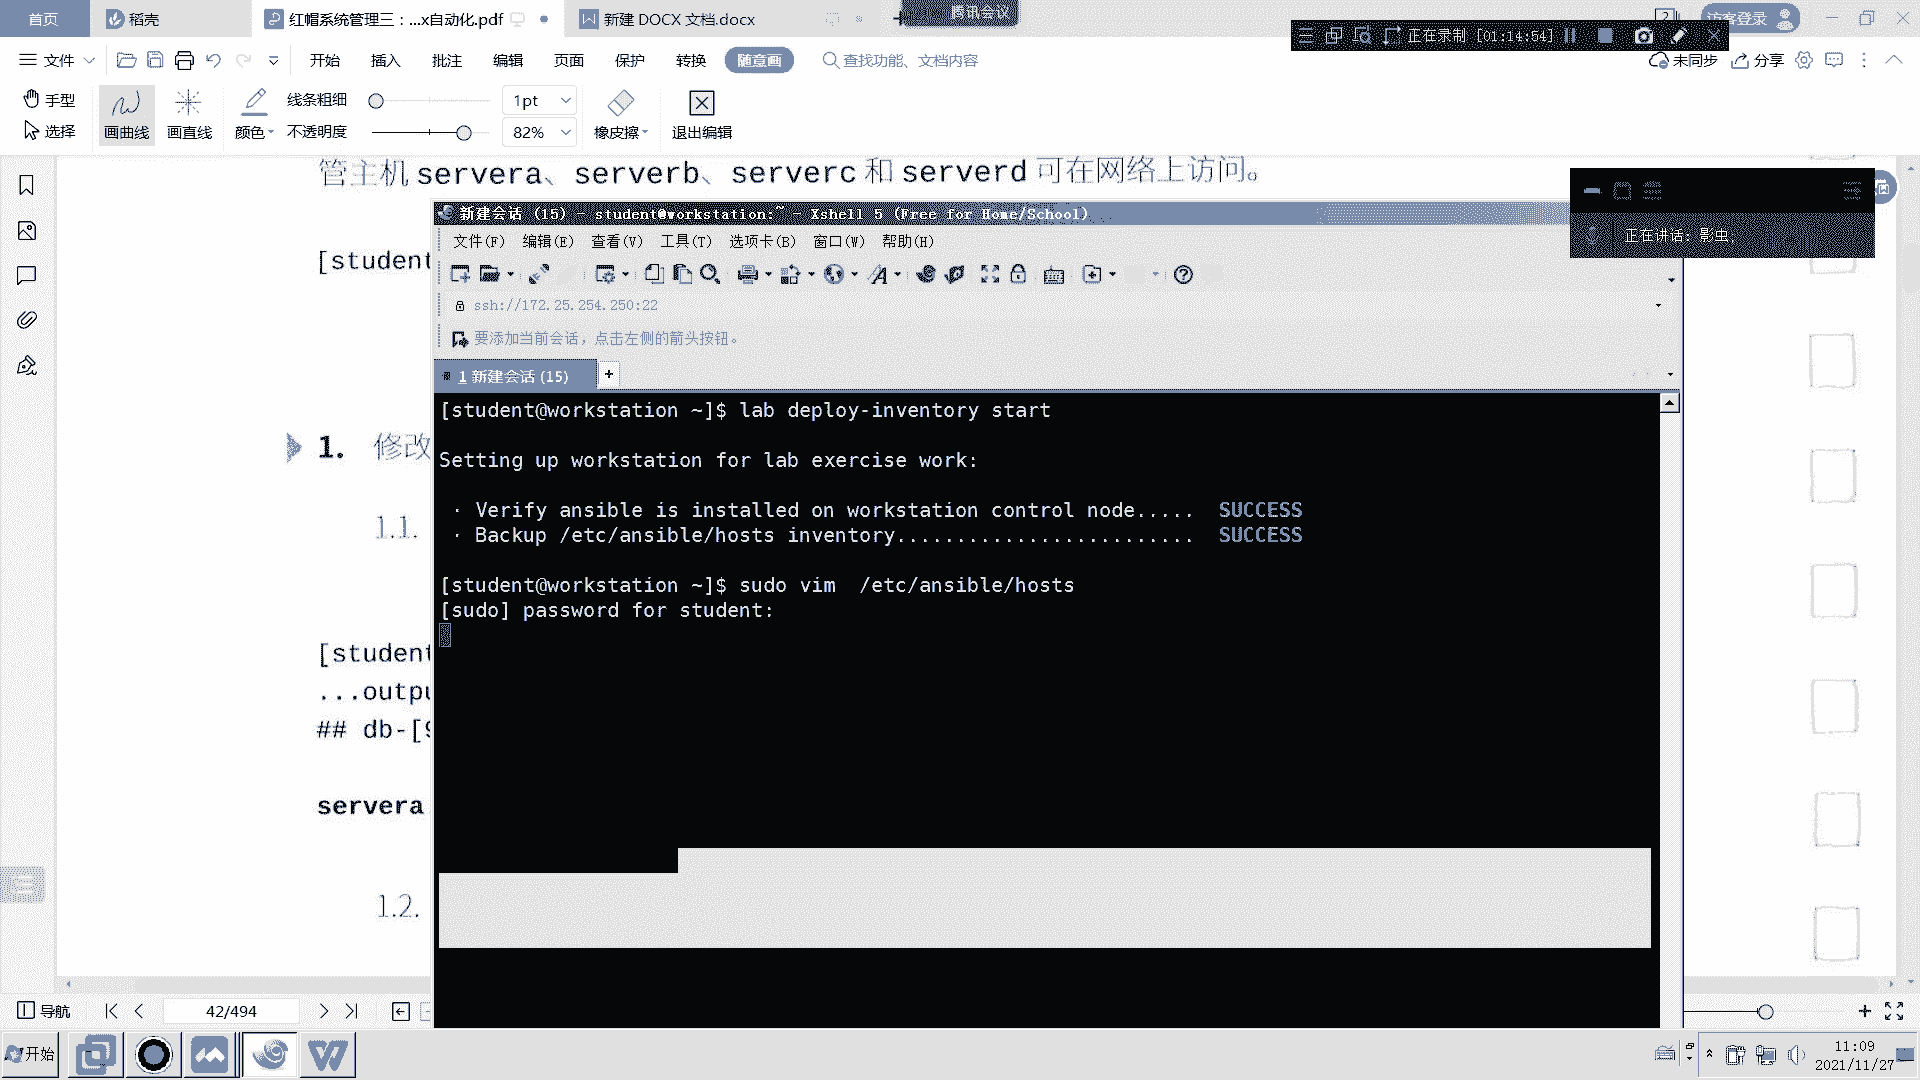 首页
稻壳
红帽系统管理三：...x自动化.pdf
新建 DOCX 文档.docx
腾讯会议
访客登录
正在录制 [01:14:54]
文件
开始
插入
批注
编辑
页面
保护
转换
随意画
查找功能、文档内容
未同步
分享
手型
选择
画曲线
画直线
颜色
线条粗细
1pt
不透明度
82%
橡皮擦
退出编辑
管主机 servera、serverb、serverc 和 serverd 可在网络上访问。
正在讲话: 影虫,
新建会话 (15) - student@workstation:~ - Xshell 5 (Free for Home/School)
文件(F) 编辑(E) 查看(V) 工具(T) 选项卡(B) 窗口(W) 帮助(H)
ssh://172.25.254.250:22
要添加当前会话，点击左侧的箭头按钮。
1 新建会话 (15)
[student
1. 修改
1.1.
[student
...outpu
## db-[9
servera
1.2.
[student@workstation ~]$ lab deploy-inventory start
Setting up workstation for lab exercise work:
· Verify ansible is installed on workstation control node..... SUCCESS
· Backup /etc/ansible/hosts inventory......................... SUCCESS
[student@workstation ~]$ sudo vim  /etc/ansible/hosts
[sudo] password for student:
导航
42/494
开始
11:09
2021/11/27